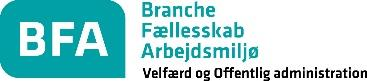 BFA
Branche
Fællesskab
Arbejdsmiljø
Velfærd og Offentlig administration